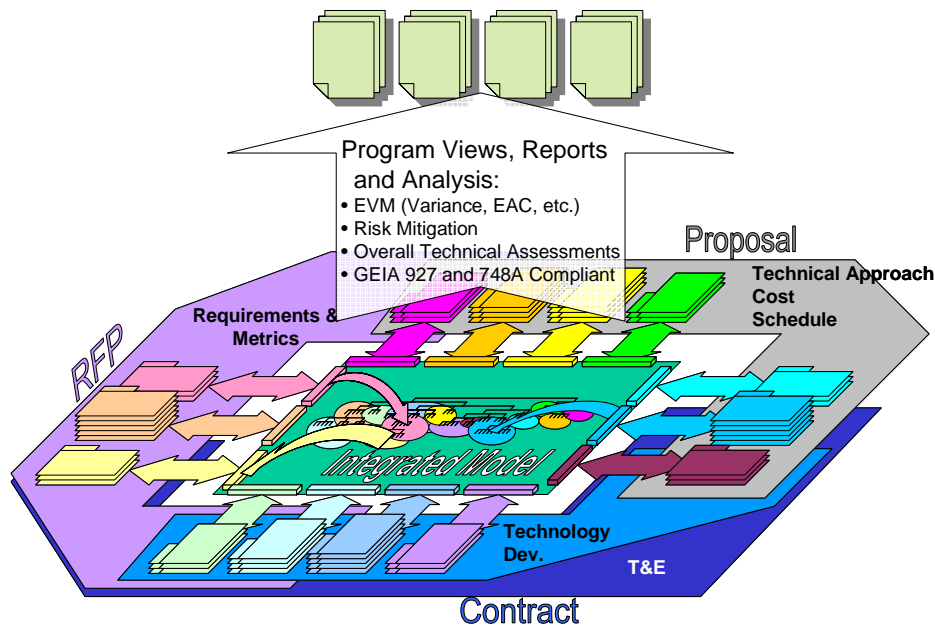 Program Views, Reports
and Analysis:
• EVM (Variance, EAC, etc.)
• Risk Mitigation
• Overall Technical Assessments
• GEIA 927 and 748A Compliant
Proposal
Technical Approach
Cost
Schedule
Requirements &
Metrics
RFP
Integrated Model
Technology
Dev.
T&E
Contract